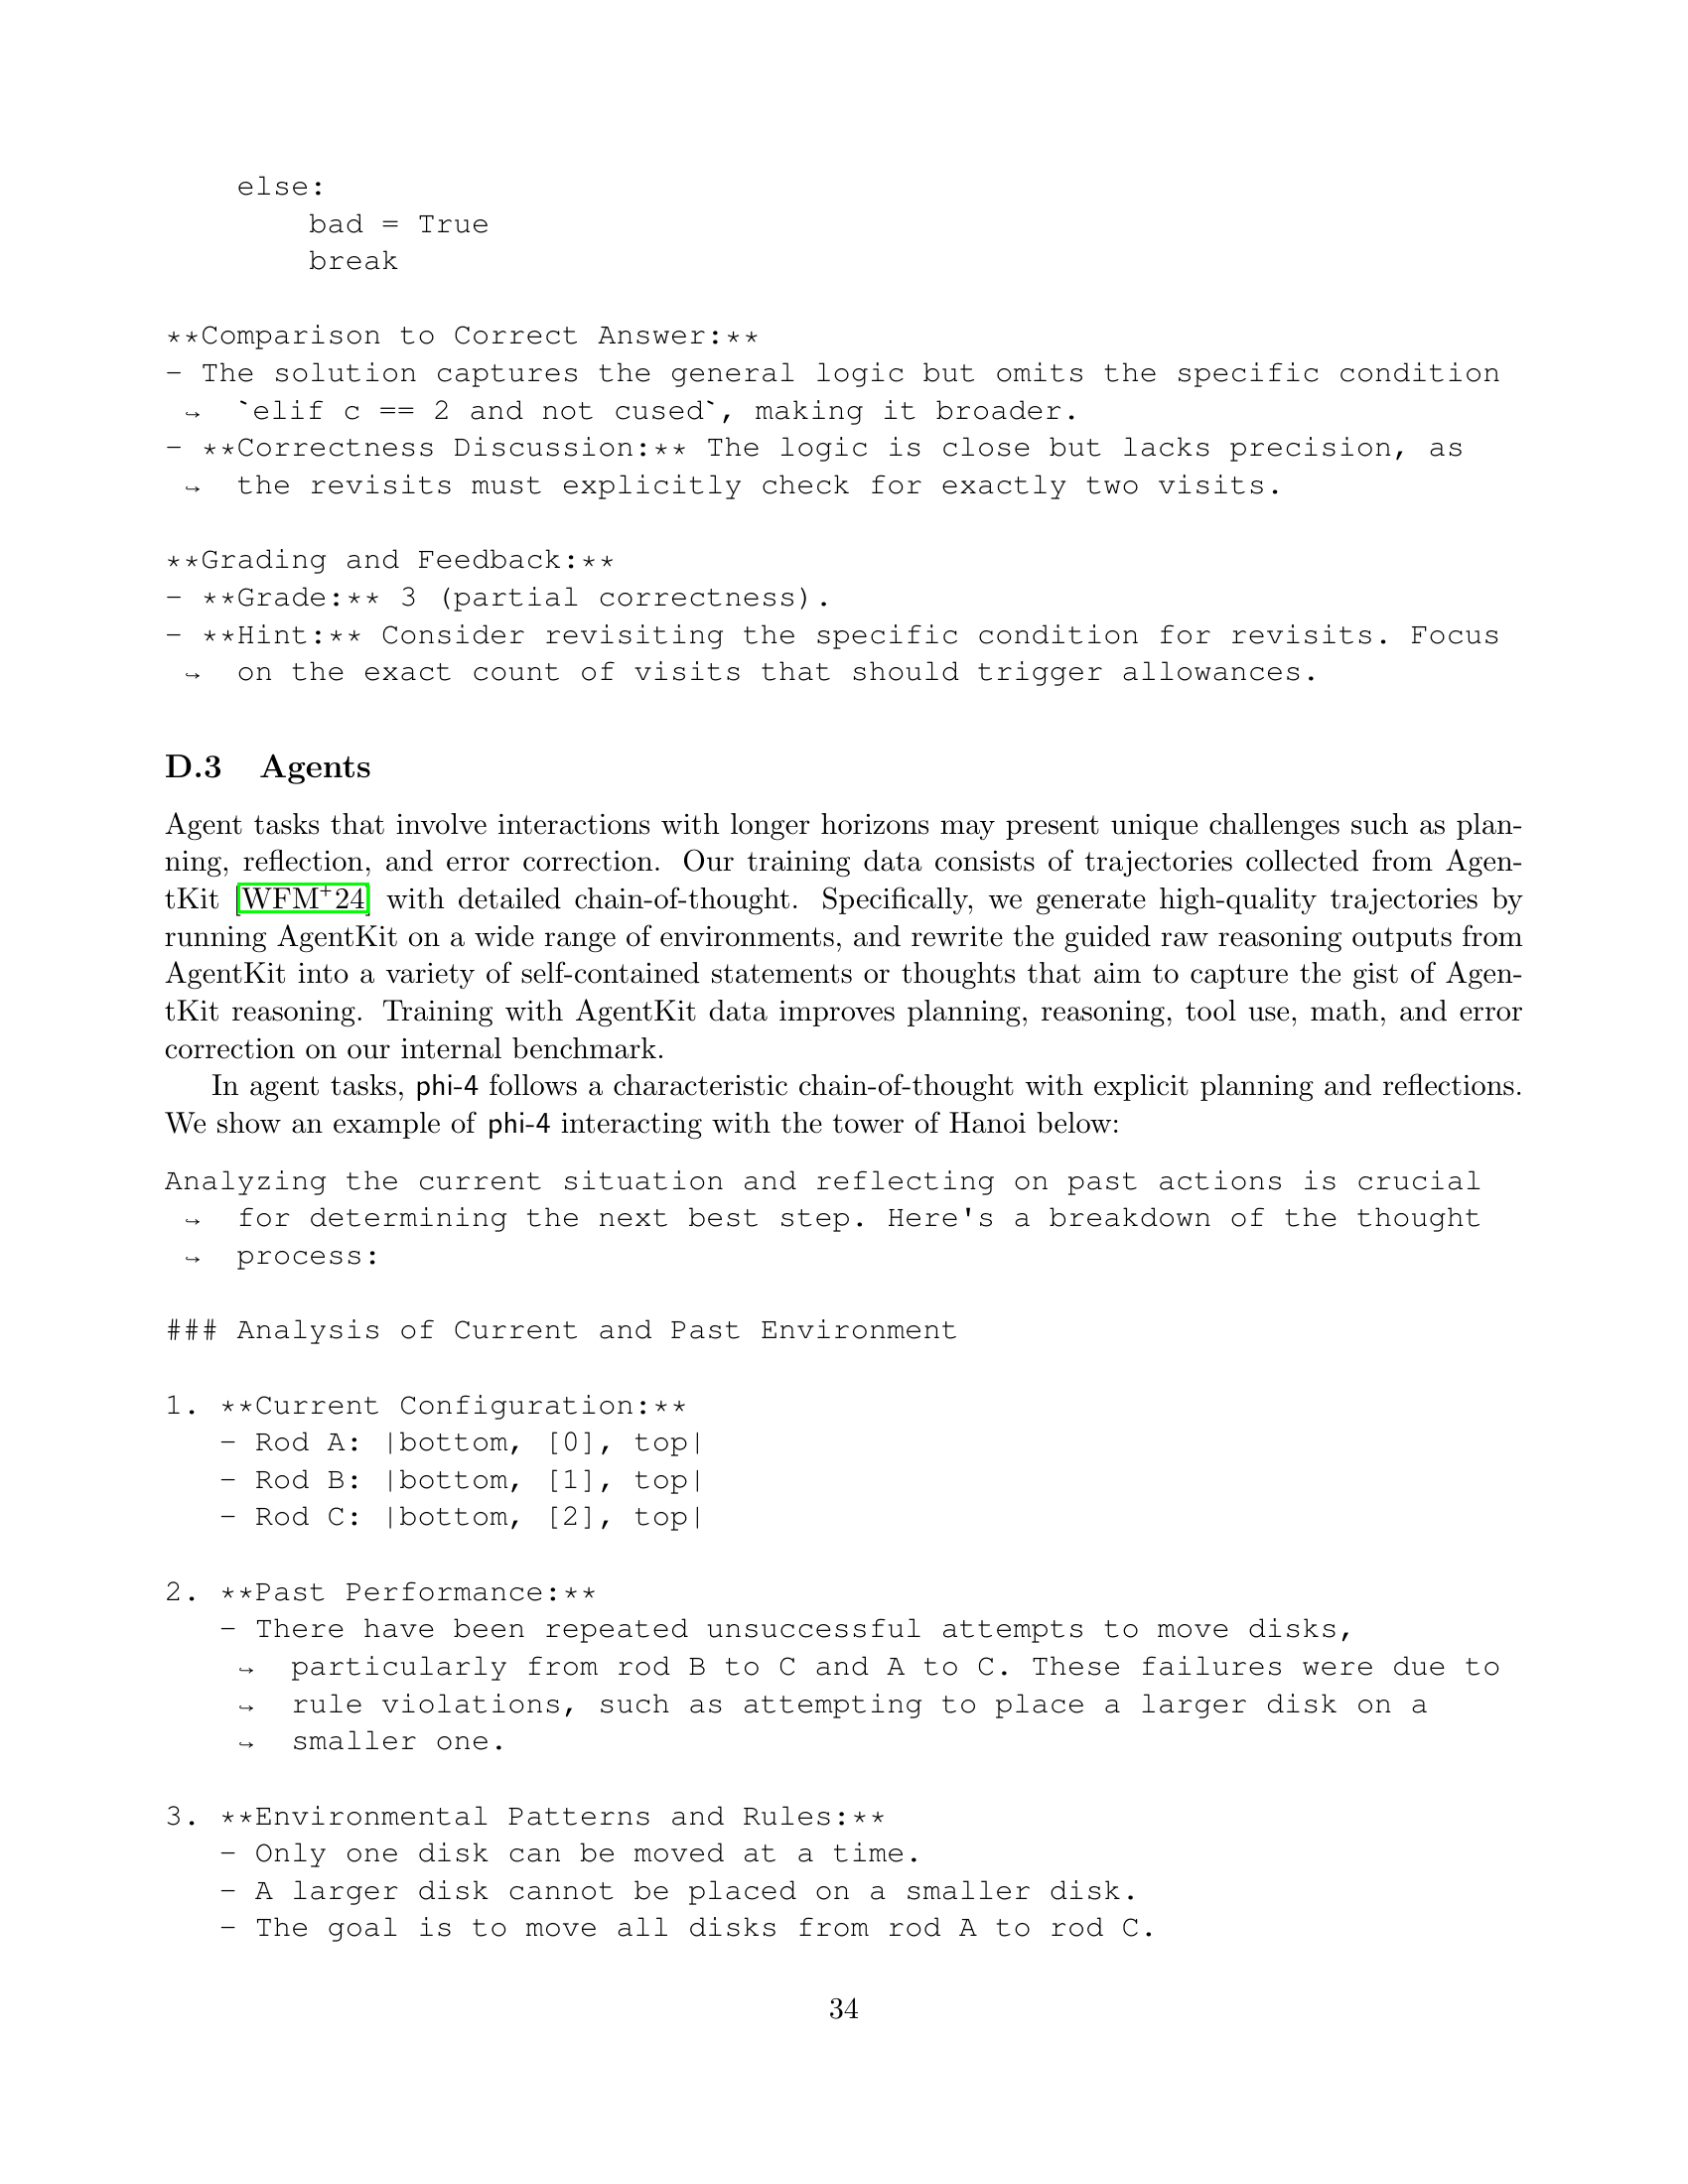 else:
        bad = True
        break
**Comparison to Correct Answer:**
- The solution captures the general logic but omits the specific condition
↪ `elif c == 2 and not cused`, making it broader.
- **Correctness Discussion:** The logic is close but lacks precision, as
↪ the revisits must explicitly check for exactly two visits.
**Grading and Feedback:**
- **Grade:** 3 (partial correctness).
- **Hint:** Consider revisiting the specific condition for revisits. Focus
↪ on the exact count of visits that should trigger allowances.
D.3 Agents
Agent tasks that involve interactions with longer horizons may present unique challenges such as plan-
ning, reflection, and error correction. Our training data consists of trajectories collected from Agen-
tKit [WFM+24] with detailed chain-of-thought. Specifically, we generate high-quality trajectories by
running AgentKit on a wide range of environments, and rewrite the guided raw reasoning outputs from
AgentKit into a variety of self-contained statements or thoughts that aim to capture the gist of Agen-
tKit reasoning. Training with AgentKit data improves planning, reasoning, tool use, math, and error
correction on our internal benchmark.
In agent tasks, phi-4 follows a characteristic chain-of-thought with explicit planning and reflections.
We show an example of phi-4 interacting with the tower of Hanoi below:
Analyzing the current situation and reflecting on past actions is crucial
↪ for determining the next best step. Here's a breakdown of the thought
↪ process:
### Analysis of Current and Past Environment
1. **Current Configuration:**
   - Rod A: |bottom, [0], top|
   - Rod B: |bottom, [1], top|
   - Rod C: |bottom, [2], top|
2. **Past Performance:**
   - There have been repeated unsuccessful attempts to move disks,
   ↪ particularly from rod B to C and A to C. These failures were due to
   ↪ rule violations, such as attempting to place a larger disk on a
   ↪ smaller one.
3. **Environmental Patterns and Rules:**
   - Only one disk can be moved at a time.
   - A larger disk cannot be placed on a smaller disk.
   - The goal is to move all disks from rod A to rod C.
34